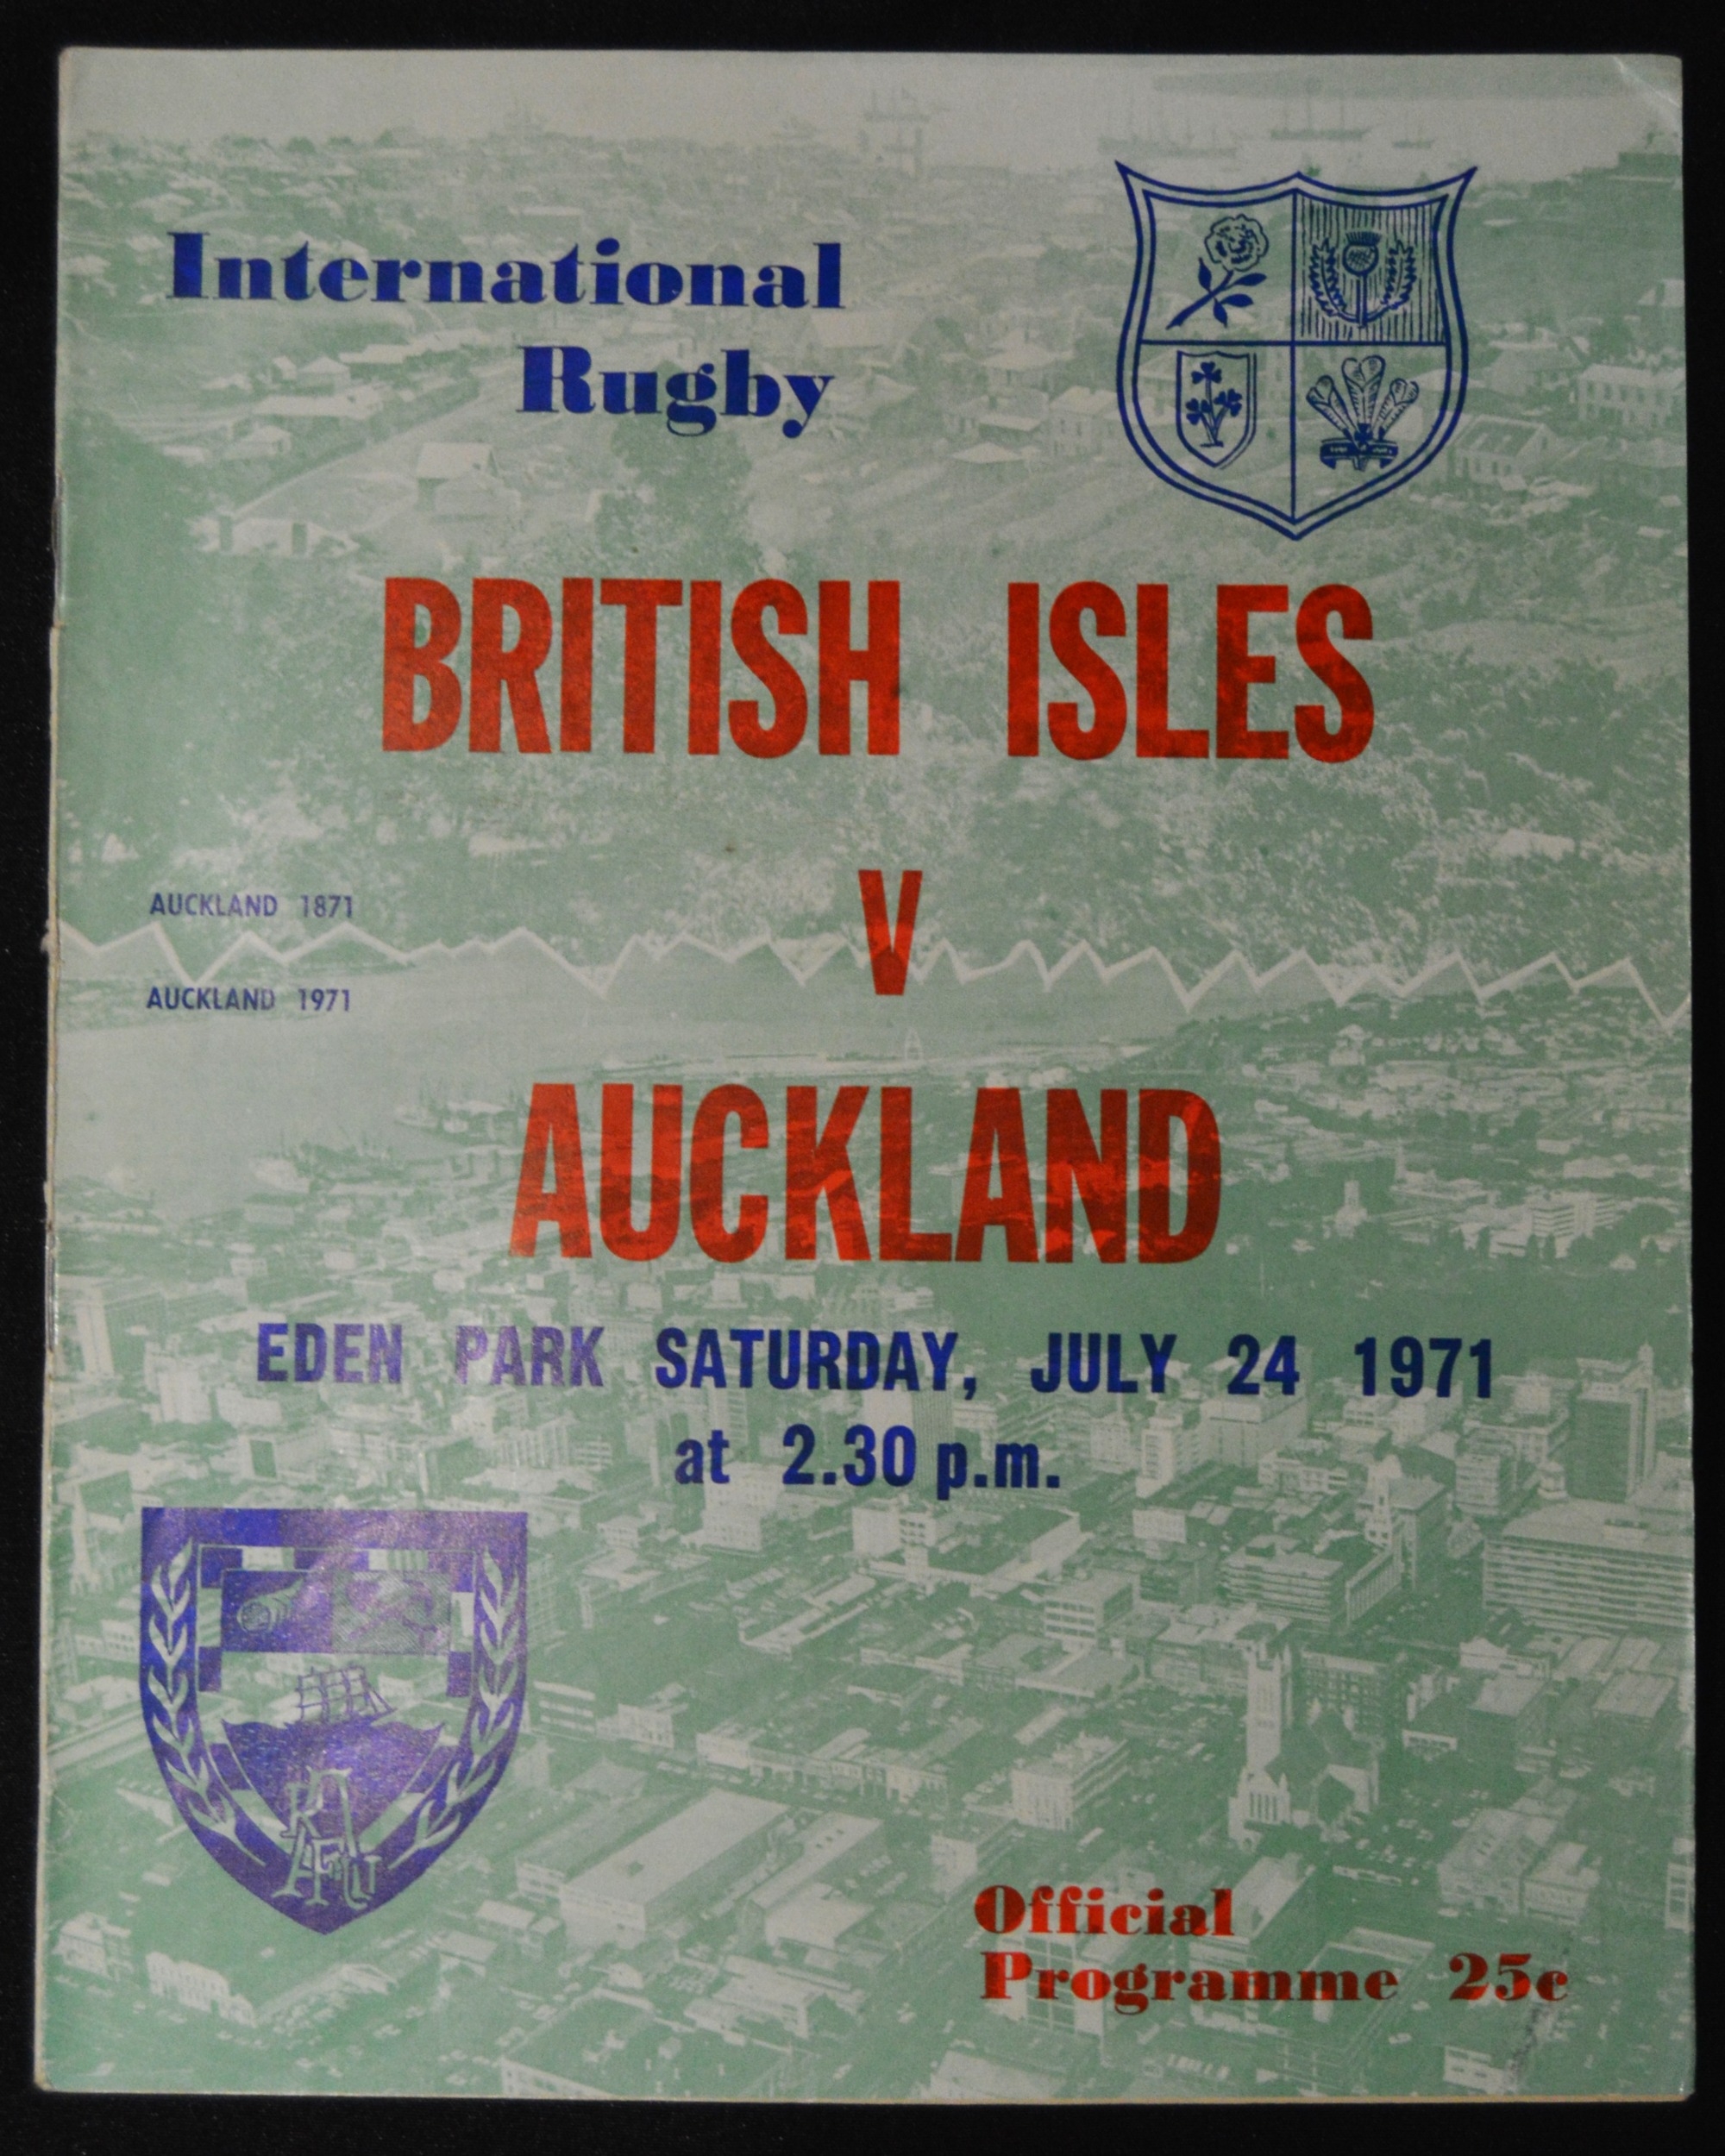 International
Rugby
BRITISH ISLES
V
AUCKLAND 1871
AUCKLAND 1971
AUCKLAND
EDEN PARK SATURDAY, JULY 24 1971
at 2.30 p.m.
Official
Programme 25c